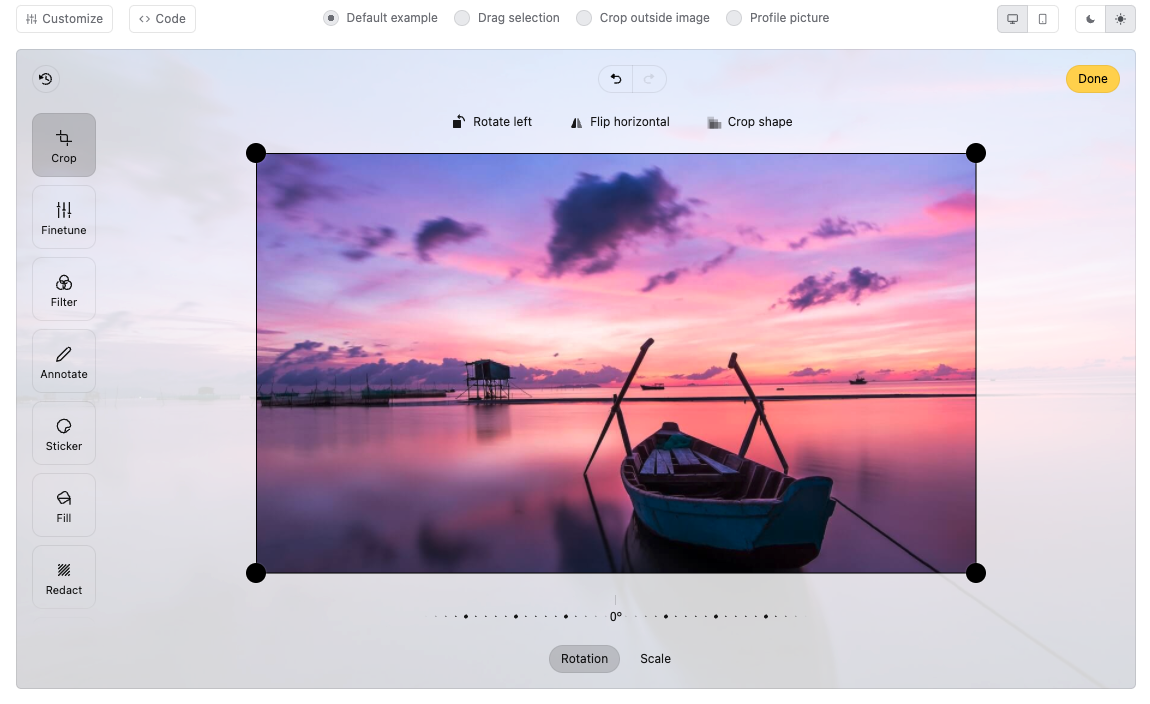 Customize
Code
Default example
Drag selection
Crop outside image
Profile picture
Done
Rotate left
Flip horizontal
Crop shape
Crop
Finetune
Filter
Annotate
Sticker
Fill
Redact
0°
Rotation
Scale